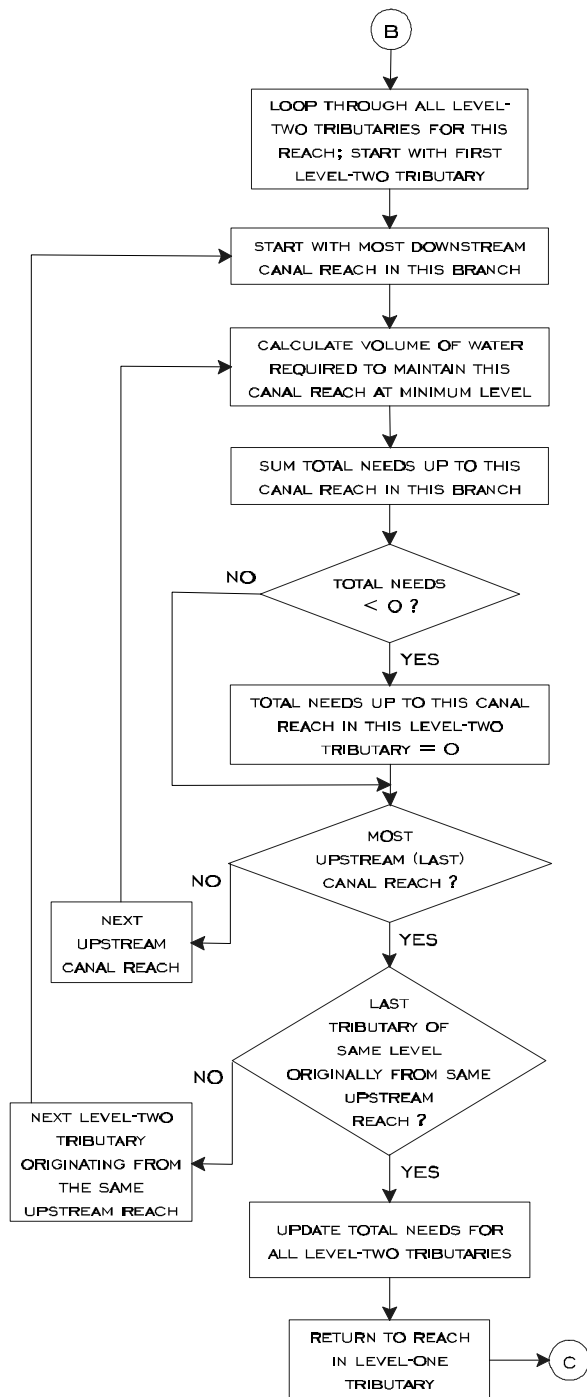 B
LOOP THROUGH ALL LEVEL-
TWO TRIBUTARIES FOR THIS
REACH; START WITH FIRST
LEVEL-TWO TRIBUTARY
START WITH MOST DOWNSTREAM
CANAL REACH IN THIS BRANCH
CALCULATE VOLUME OF WATER
REQUIRED TO MAINTAIN THIS
CANAL REACH AT MINIMUM LEVEL
SUM TOTAL NEEDS UP TO THIS
CANAL REACH IN THIS BRANCH
NO
TOTAL NEEDS
< 0 ?
YES
TOTAL NEEDS UP TO THIS CANAL
REACH IN THIS LEVEL-TWO
TRIBUTARY = 0
MOST
UPSTREAM (LAST)
CANAL REACH ?
NO
NEXT
UPSTREAM
CANAL REACH
YES
LAST
TRIBUTARY OF
SAME LEVEL
ORIGINALLY FROM SAME
UPSTREAM
REACH ?
NO
NEXT LEVEL-TWO
TRIBUTARY
ORIGINATING FROM
THE SAME
UPSTREAM REACH
YES
UPDATE TOTAL NEEDS FOR
ALL LEVEL-TWO TRIBUTARIES
RETURN TO REACH
IN LEVEL-ONE
TRIBUTARY
C